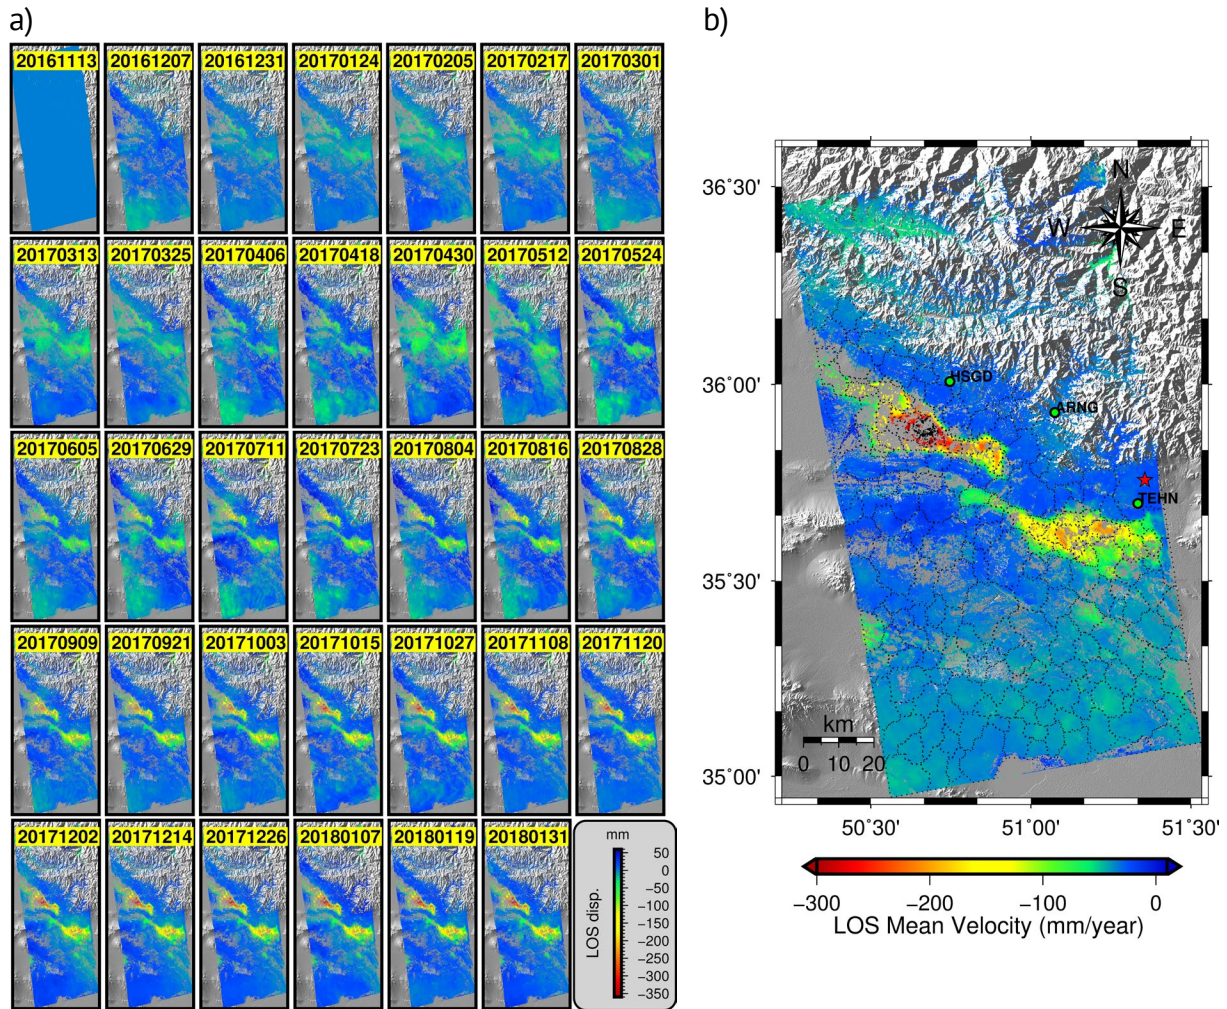 a)
b)
20161113 20161207 20161231 20170124 20170205 20170217 20170301
20170313 20170325 20170406 20170418 20170430 20170512 20170524
20170605 20170629 20170711 20170723 20170804 20170816 20170828
20170909 20170921 20171003 20171015 20171027 20171108 20171120
20171202 20171214 20171226 20180107 20180119 20180131
mm
50
0
−50
−100
−150
−200
−250
−300
−350
LOS disp.
36˚30'
36˚00'
35˚30'
35˚00'
N
W E
S
HSGD
ARNG
TEHN
km
0 10 20
50˚30' 51˚00' 51˚30'
−300 −200 −100 0
LOS Mean Velocity (mm/year)